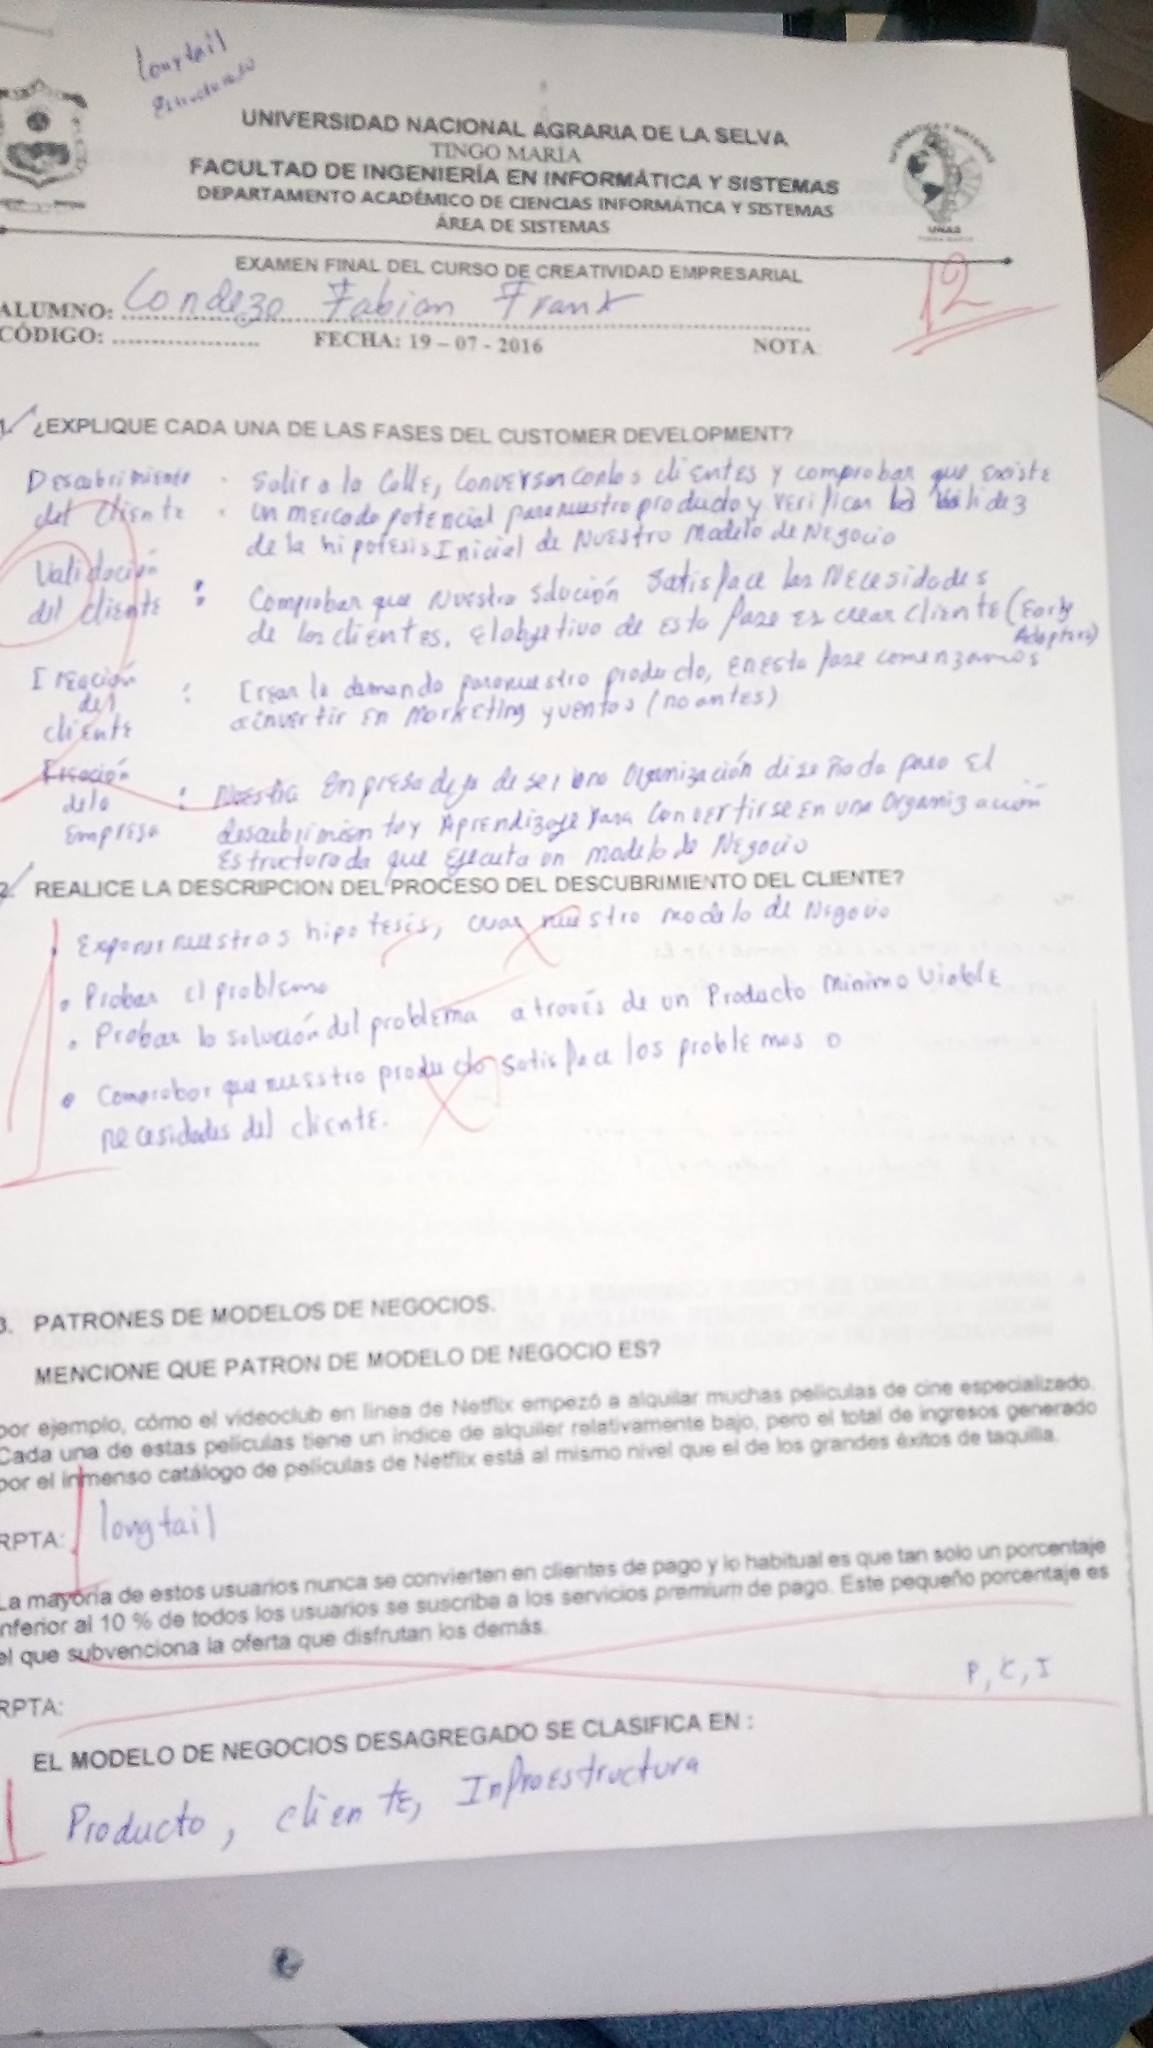 longtail
Estructurado
UNIVERSIDAD NACIONAL AGRARIA DE LA SELVA
TINGO MARÍA
FACULTAD DE INGENIERÍA EN INFORMÁTICA Y SISTEMAS
DEPARTAMENTO ACADÉMICO DE CIENCIAS INFORMÁTICA Y SISTEMAS
ÁREA DE SISTEMAS
UNAS
EXAMEN FINAL DEL CURSO DE CREATIVIDAD EMPRESARIAL
12
ALUMNO: Condezo Fabian Frank
CÓDIGO: .................... FECHA: 19 – 07 - 2016 NOTA
1. ¿EXPLIQUE CADA UNA DE LAS FASES DEL CUSTOMER DEVELOPMENT?
Descubrimiento : Salir a la Calle, Conversar con los clientes y comprobar que existe
del cliente : un mercado potencial para nuestro producto y verificar la validez
de la hipotesis Inicial de Nuestro Modelo de Negocio
Validación
del cliente : Comprobar que Nuestra solución satisface las Necesidades
de los clientes. El objetivo de esta fase es crear cliente (Early Adopters)
Creación
del : Crear la demanda para nuestro producto, en esta fase comenzamos
cliente a invertir en Marketing y ventas (no antes)
Creación
de la : Nuestra Empresa deja de ser una Organización diseñada para el
Empresa descubrimiento y Aprendizaje para convertirse en una Organización
Estructurada que Ejecuta un modelo de Negocio
2. REALICE LA DESCRIPCION DEL PROCESO DEL DESCUBRIMIENTO DEL CLIENTE?
• Exponer nuestros hipotesis, crear nuestro modelo de Negocio
• Probar el problema
• Probar la solución del problema a través de un Producto Minimo Viable
• Comprobar que nuestro producto satisface los problemas o
necesidades del cliente.
3. PATRONES DE MODELOS DE NEGOCIOS.
MENCIONE QUE PATRON DE MODELO DE NEGOCIO ES?
por ejemplo, cómo el videoclub en línea de Netflix empezó a alquilar muchas películas de cine especializado.
Cada una de estas películas tiene un índice de alquiler relativamente bajo, pero el total de ingresos generado
por el inmenso catálogo de películas de Netflix está al mismo nivel que el de los grandes éxitos de taquilla.
RPTA: longtail
La mayoría de estos usuarios nunca se convierten en clientes de pago y lo habitual es que tan solo un porcentaje
inferior al 10 % de todos los usuarios se suscriba a los servicios premium de pago. Este pequeño porcentaje es
el que subvenciona la oferta que disfrutan los demás.
P, C, I
RPTA:
EL MODELO DE NEGOCIOS DESAGREGADO SE CLASIFICA EN :
Producto, cliente, Infraestructura